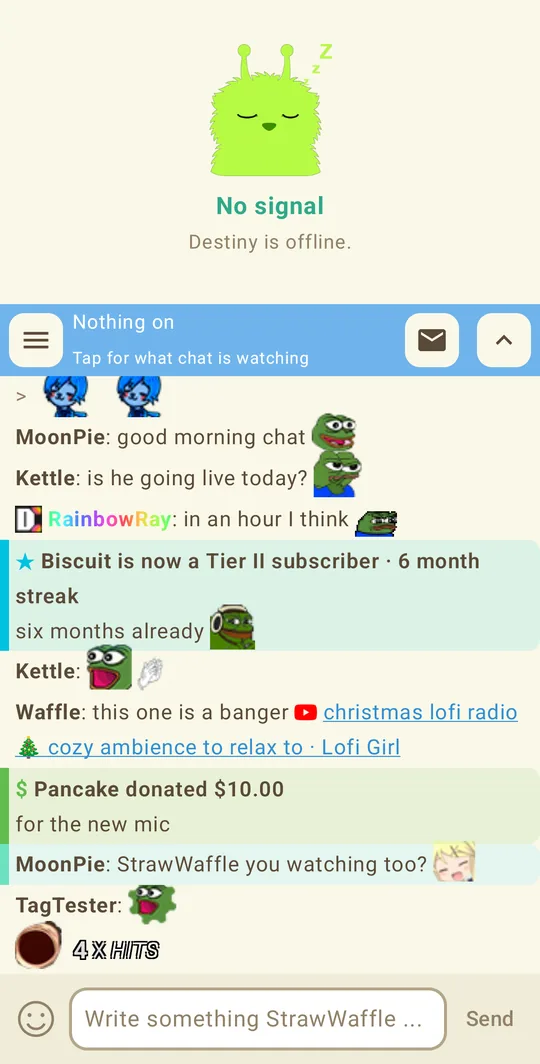 z
z
Z
No signal
Destiny is offline.
Nothing on
Tap for what chat is watching
>
MoonPie: good morning chat
Kettle: is he going live today?
D RainbowRay: in an hour I think
★ Biscuit is now a Tier II subscriber · 6 month
streak
six months already
Kettle:
Waffle: this one is a banger christmas lofi radio
🎄 cozy ambience to relax to · Lofi Girl
$ Pancake donated $10.00
for the new mic
MoonPie: StrawWaffle you watching too?
TagTester:
4 X HITS
Write something StrawWaffle ...
Send